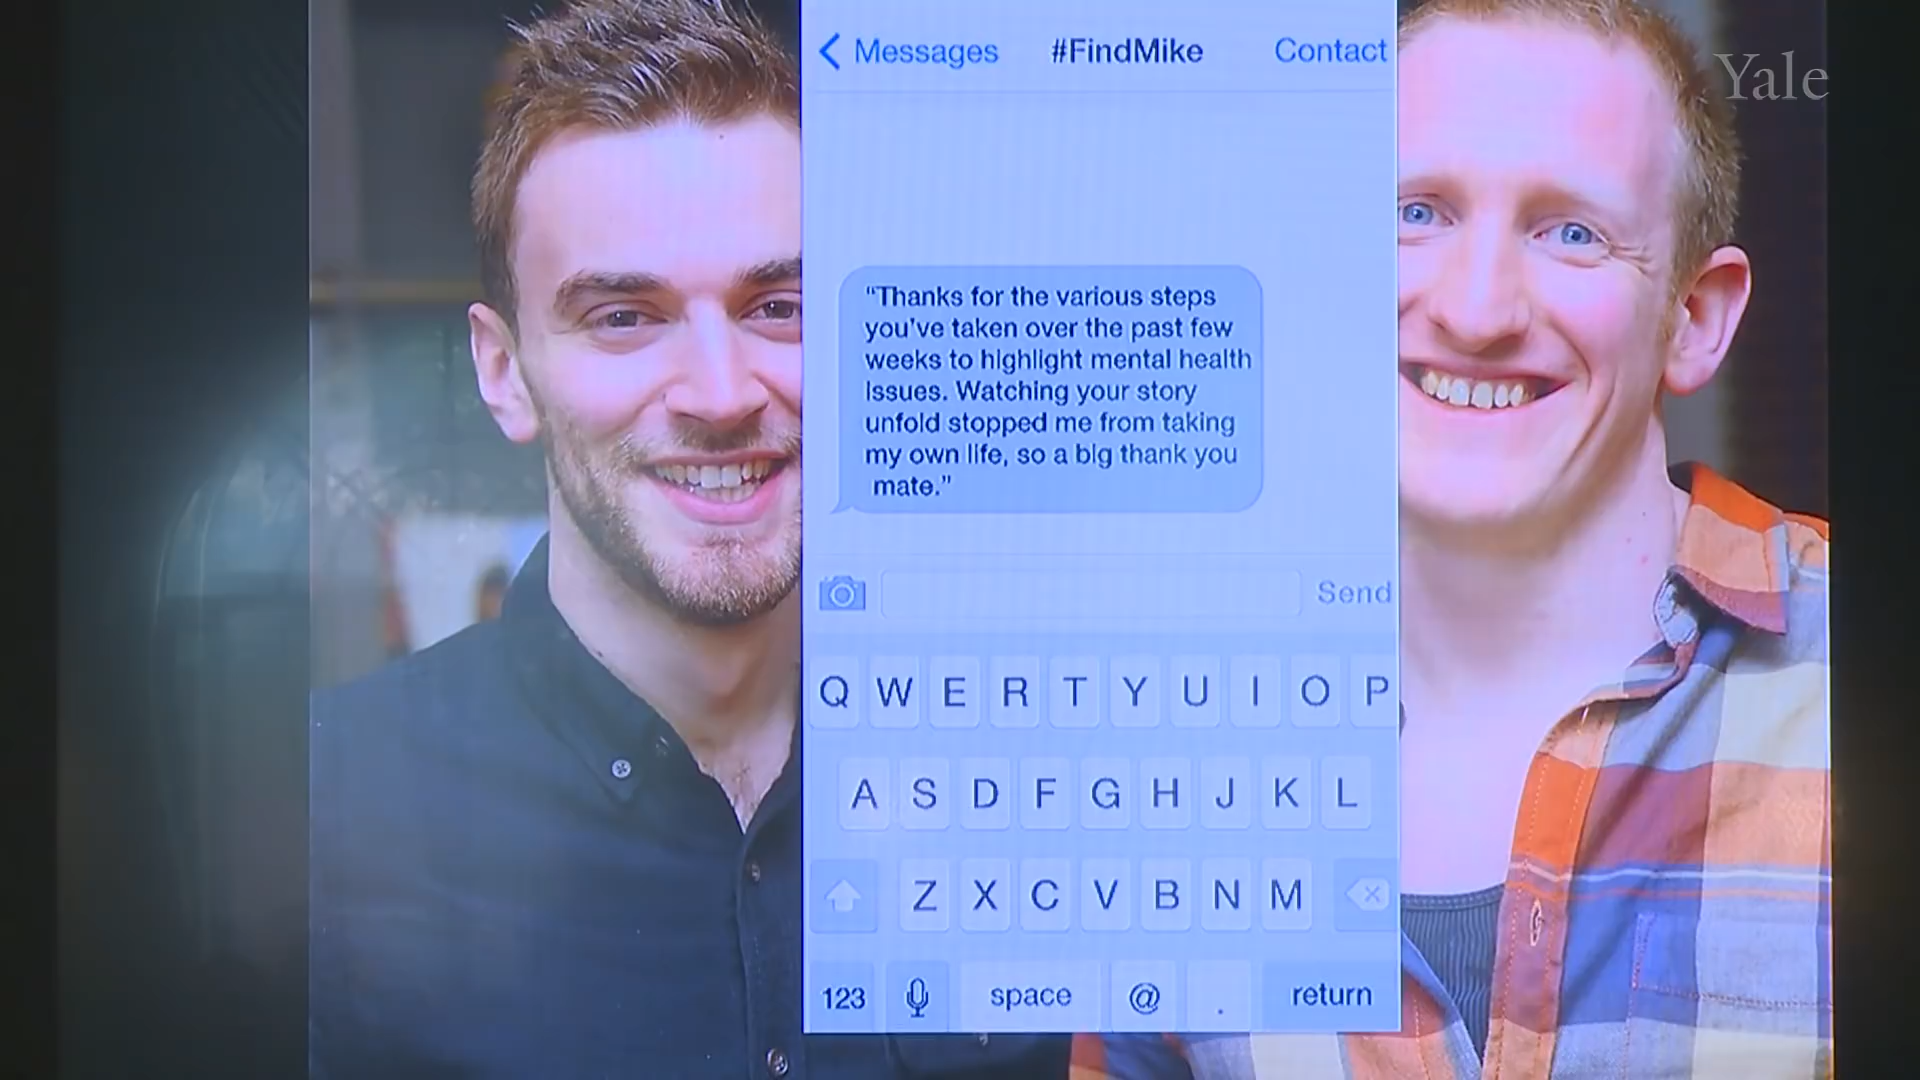 Messages #FindMike Contact
Yale
"Thanks for the various steps
you've taken over the past few
weeks to highlight mental health
issues. Watching your story
unfold stopped me from taking
my own life, so a big thank you
mate."
Send
Q W E R T Y U I O P
A S D F G H J K L
Z X C V B N M
123 space @ . return